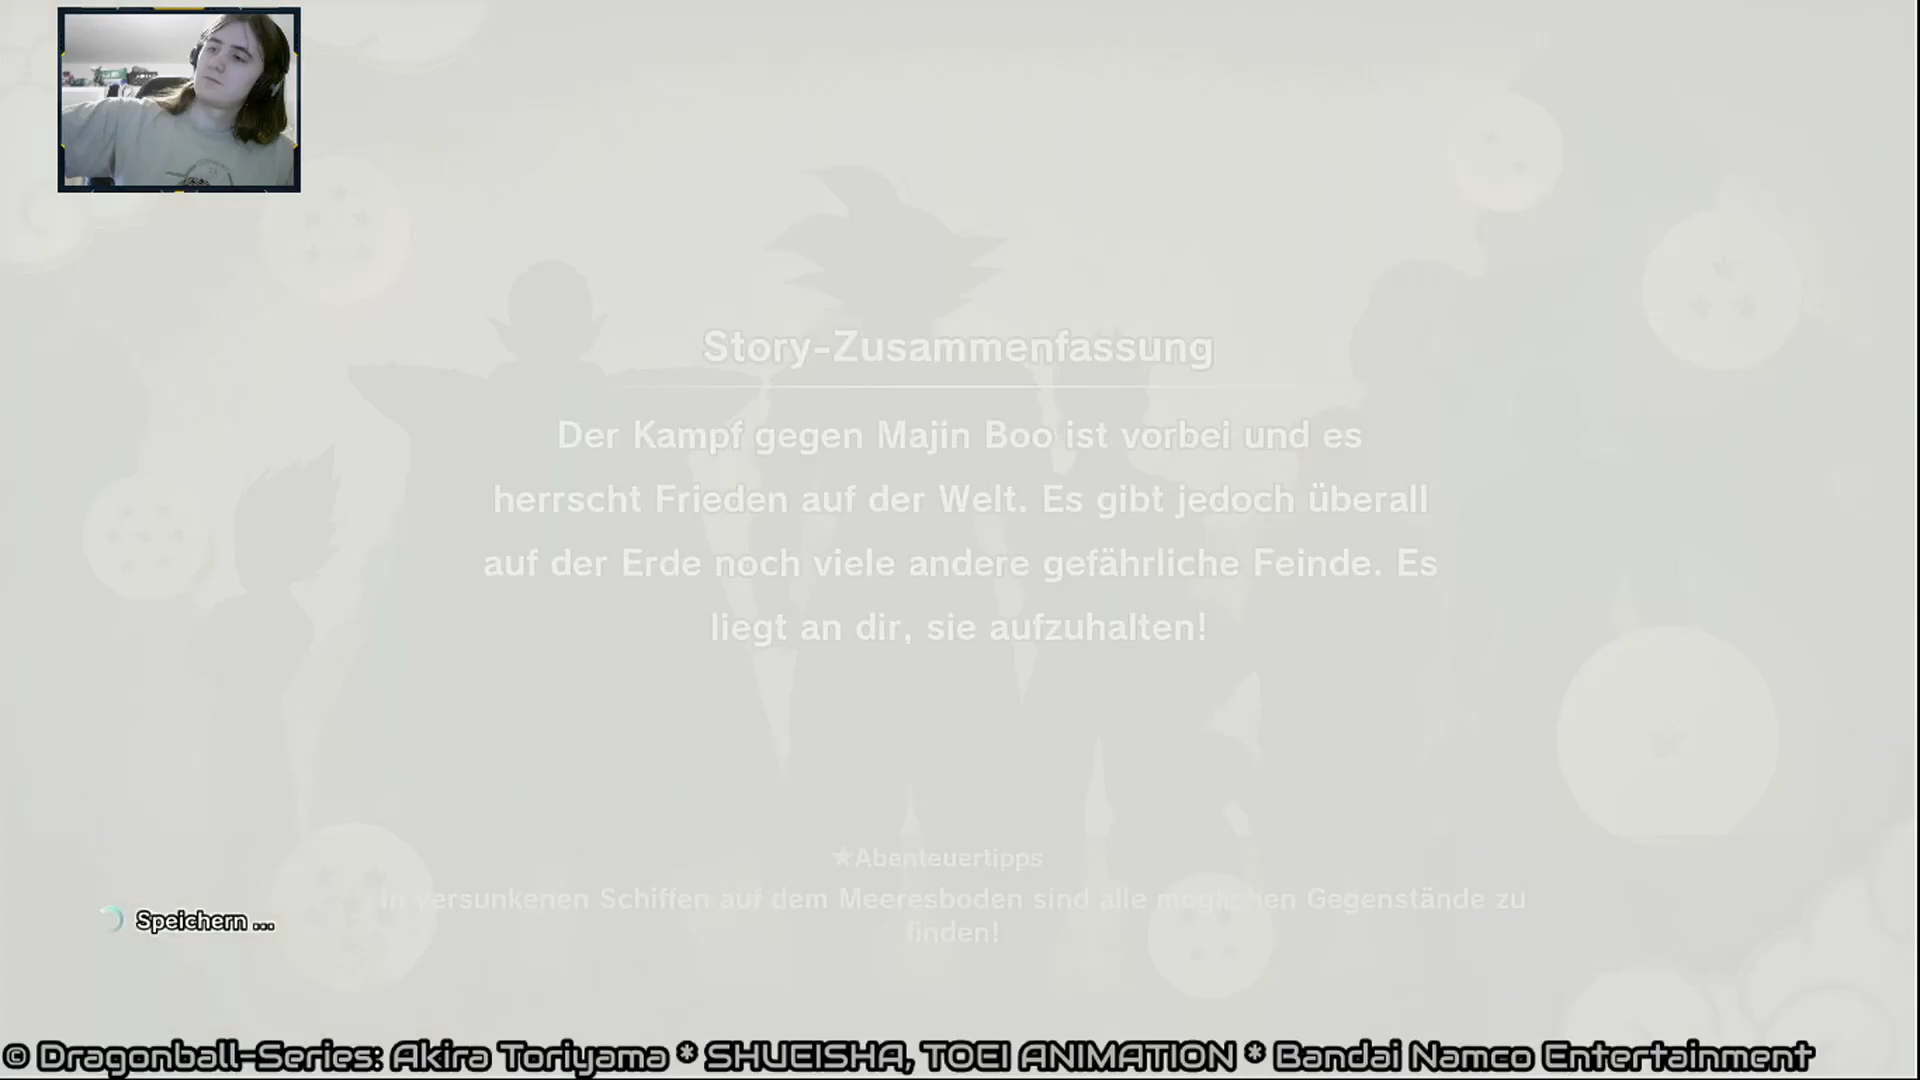 Story-Zusammenfassung
Der Kampf gegen Majin Boo ist vorbei und es
herrscht Frieden auf der Welt. Es gibt jedoch überall
auf der Erde noch viele andere gefährliche Feinde. Es
liegt an dir, sie aufzuhalten!
★Abenteuertipps
In versunkenen Schiffen auf dem Meeresboden sind alle möglichen Gegenstände zu
finden!
Speichern ...
© Dragonball-Series: Akira Toriyama * SHUEISHA, TOEI ANIMATION * Bandai Namco Entertainment